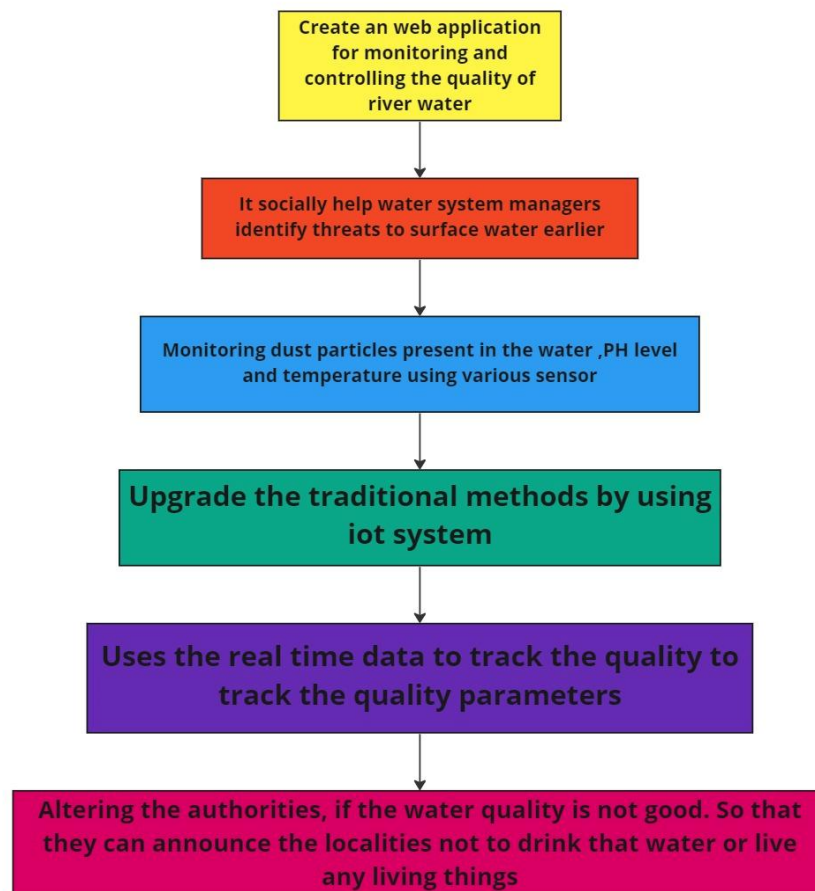 Create an web application
for monitoring and
controlling the quality of
river water
It socially help water system managers
identify threats to surface water earlier
Monitoring dust particles present in the water ,PH level
and temperature using various sensor
Upgrade the traditional methods by using
iot system
Uses the real time data to track the quality to
track the quality parameters
Altering the authorities, if the water quality is not good. So that
they can announce the localities not to drink that water or live
any living things